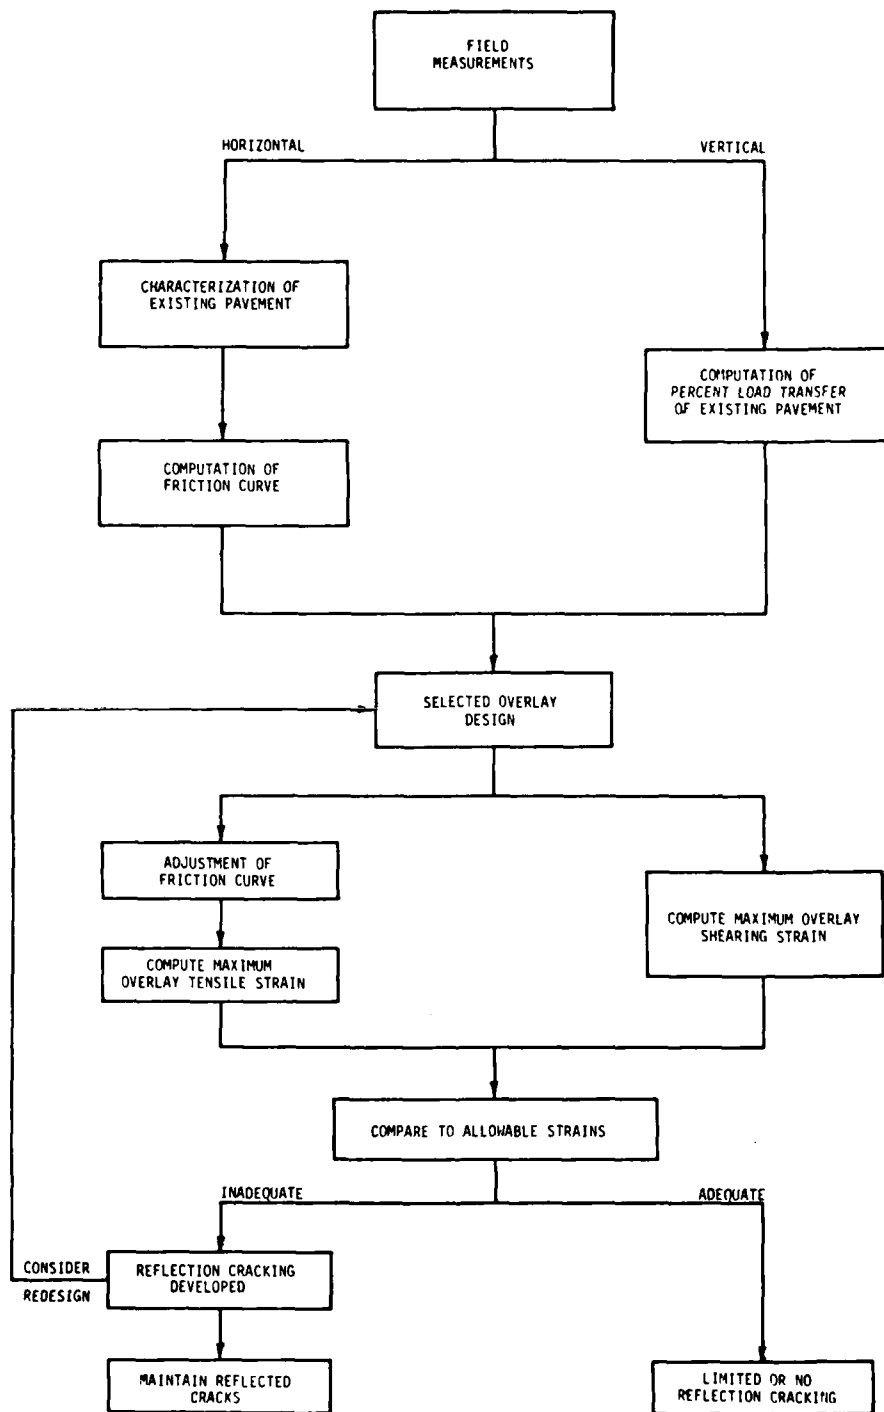 FIELD
MEASUREMENTS
HORIZONTAL
VERTICAL
CHARACTERIZATION OF
EXISTING PAVEMENT
COMPUTATION OF
PERCENT LOAD TRANSFER
OF EXISTING PAVEMENT
COMPUTATION OF
FRICTION CURVE
SELECTED OVERLAY
DESIGN
ADJUSTMENT OF
FRICTION CURVE
COMPUTE MAXIMUM OVERLAY
SHEARING STRAIN
COMPUTE MAXIMUM
OVERLAY TENSILE STRAIN
COMPARE TO ALLOWABLE STRAINS
INADEQUATE
ADEQUATE
CONSIDER
REDESIGN
REFLECTION CRACKING
DEVELOPED
MAINTAIN REFLECTED
CRACKS
LIMITED OR NO
REFLECTION CRACKING